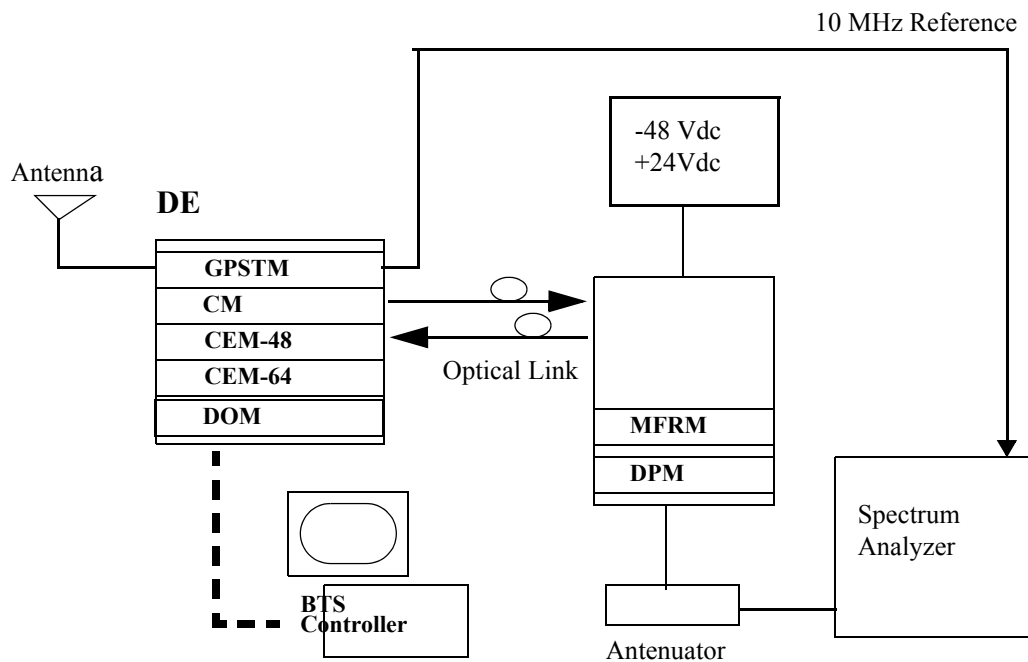 10 MHz Reference
-48 Vdc
+24Vdc
Antenna
DE
GPSTM
CM
CEM-48
CEM-64
DOM
Optical Link
MFRM
DPM
Spectrum
Analyzer
BTS
Controller
Antenuator